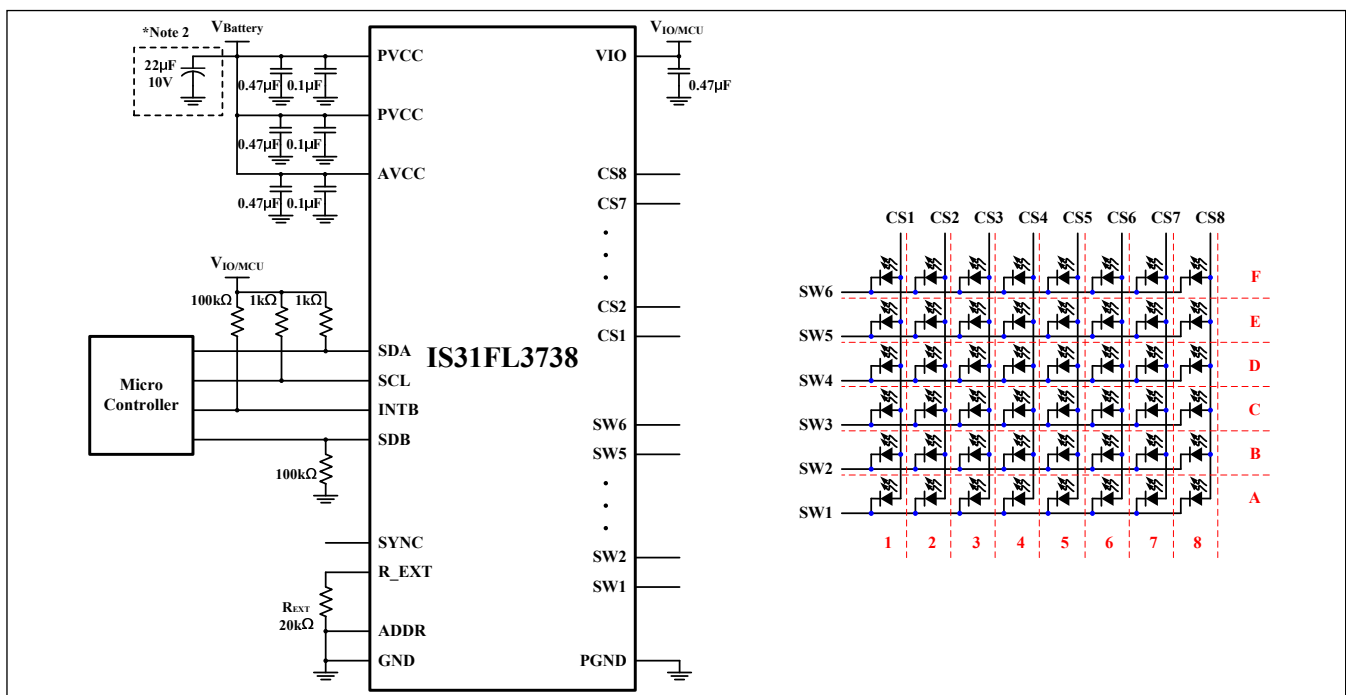 *Note 2
VBattery
22μF
10V
0.47μF 0.1μF
0.47μF 0.1μF
0.47μF 0.1μF
PVCC
PVCC
AVCC
VIO/MCU
100kΩ 1kΩ 1kΩ
Micro
Controller
SDA
SCL
INTB
SDB
100kΩ
SYNC
R_EXT
REXT
20kΩ
ADDR
GND
IS31FL3738
VIO
VIO/MCU
0.47μF
CS8
CS7
CS2
CS1
SW6
SW5
SW2
SW1
PGND
CS1 CS2 CS3 CS4 CS5 CS6 CS7 CS8
SW6 F
SW5 E
SW4 D
SW3 C
SW2 B
SW1 A
1 2 3 4 5 6 7 8